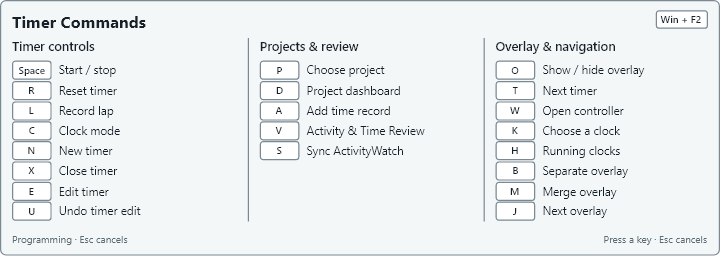 Timer Commands
Win + F2
Timer controls
Space Start / stop
R Reset timer
L Record lap
C Clock mode
N New timer
X Close timer
E Edit timer
U Undo timer edit
Projects & review
P Choose project
D Project dashboard
A Add time record
V Activity & Time Review
S Sync ActivityWatch
Overlay & navigation
O Show / hide overlay
T Next timer
W Open controller
K Choose a clock
H Running clocks
B Separate overlay
M Merge overlay
J Next overlay
Programming · Esc cancels
Press a key · Esc cancels